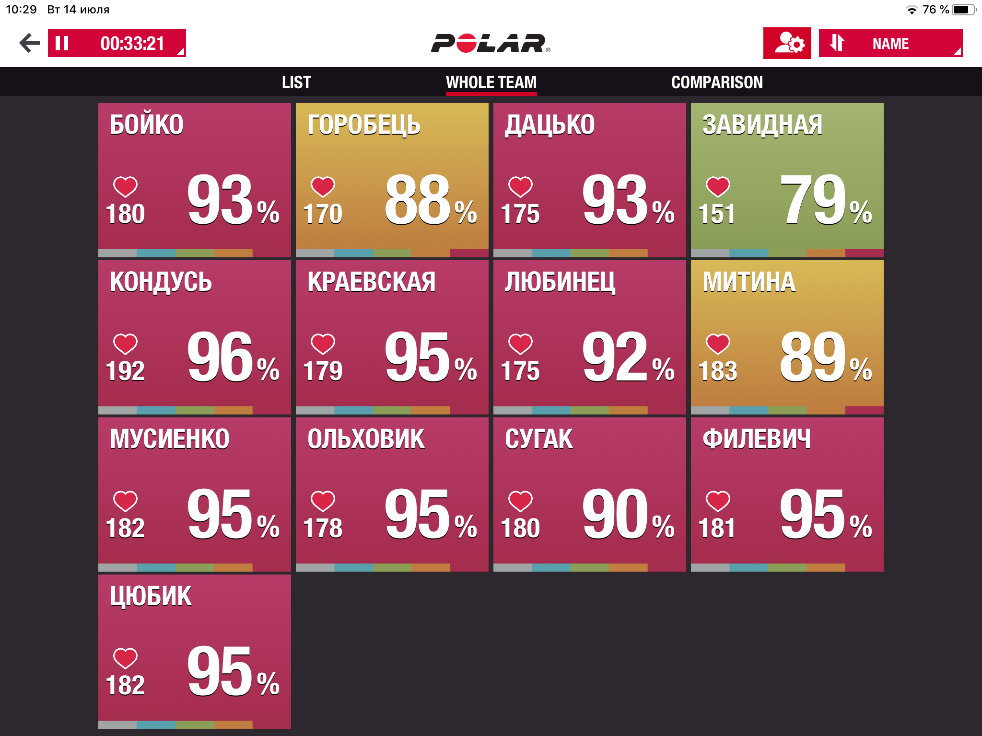 10:29 Вт 14 июля 76 %
00:33:21 POLAR® NAME
LIST WHOLE TEAM COMPARISON
БОЙКО ГОРОБЕЦЬ ДАЦЬКО ЗАВИДНАЯ
180 93% 170 88% 175 93% 151 79%
КОНДУСЬ КРАЕВСКАЯ ЛЮБИНЕЦ МИТИНА
192 96% 179 95% 175 92% 183 89%
МУСИЕНКО ОЛЬХОВИК СУГАК ФИЛЕВИЧ
182 95% 178 95% 180 90% 181 95%
ЦЮБИК
182 95%